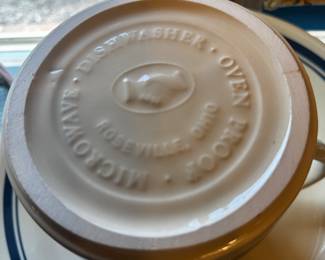 MICROWAVE · DISHWASHER · OVEN PROOF ·
ROSEVILLE, OHIO